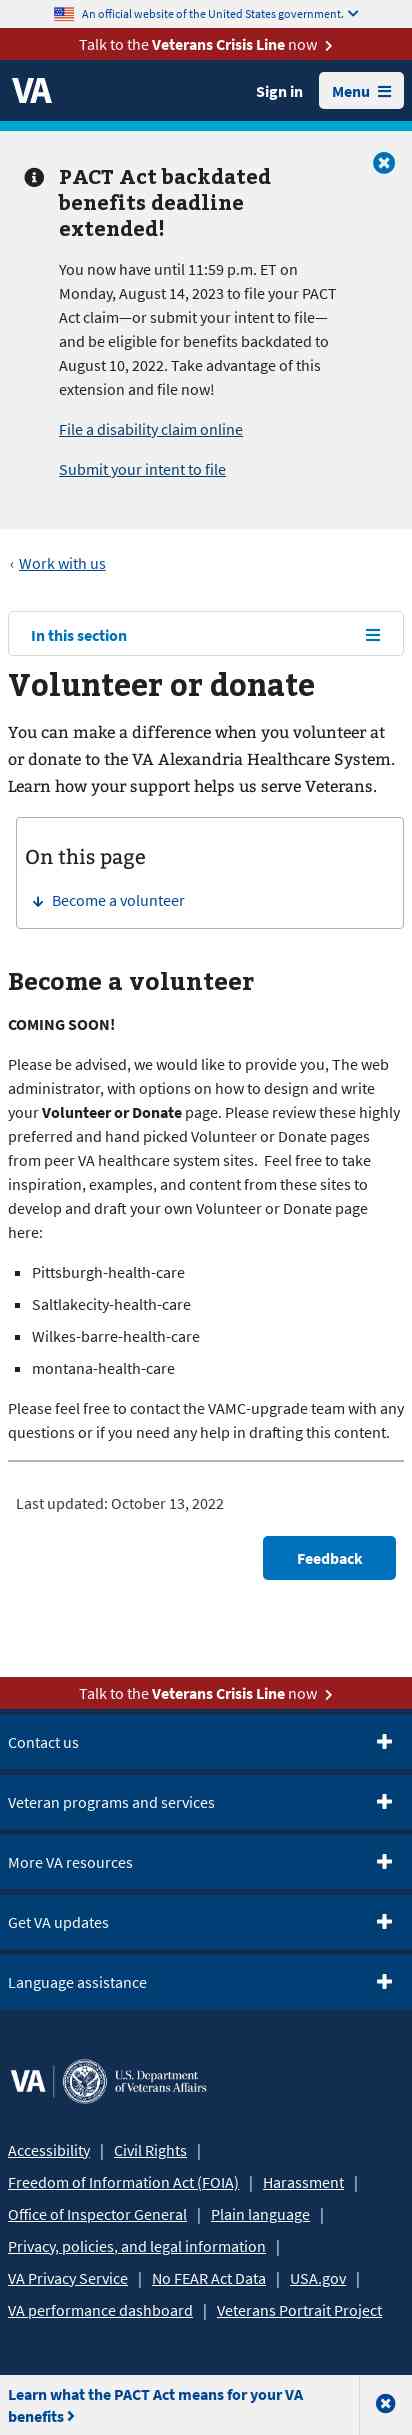 An official website of the United States government.
Talk to the Veterans Crisis Line now
VA
Sign in
Menu
PACT Act backdated
benefits deadline
extended!
You now have until 11:59 p.m. ET on
Monday, August 14, 2023 to file your PACT
Act claim—or submit your intent to file—
and be eligible for benefits backdated to
August 10, 2022. Take advantage of this
extension and file now!
File a disability claim online
Submit your intent to file
‹ Work with us
In this section
Volunteer or donate
You can make a difference when you volunteer at
or donate to the VA Alexandria Healthcare System.
Learn how your support helps us serve Veterans.
On this page
Become a volunteer
Become a volunteer
COMING SOON!
Please be advised, we would like to provide you, The web
administrator, with options on how to design and write
your Volunteer or Donate page. Please review these highly
preferred and hand picked Volunteer or Donate pages
from peer VA healthcare system sites.  Feel free to take
inspiration, examples, and content from these sites to
develop and draft your own Volunteer or Donate page
here:
Pittsburgh-health-care
Saltlakecity-health-care
Wilkes-barre-health-care
montana-health-care
Please feel free to contact the VAMC-upgrade team with any
questions or if you need any help in drafting this content.
Last updated: October 13, 2022
Feedback
Talk to the Veterans Crisis Line now
Contact us
Veteran programs and services
More VA resources
Get VA updates
Language assistance
VA
U.S. Department
of Veterans Affairs
Accessibility | Civil Rights |
Freedom of Information Act (FOIA) | Harassment |
Office of Inspector General | Plain language |
Privacy, policies, and legal information |
VA Privacy Service | No FEAR Act Data | USA.gov |
VA performance dashboard | Veterans Portrait Project
Learn what the PACT Act means for your VA
benefits